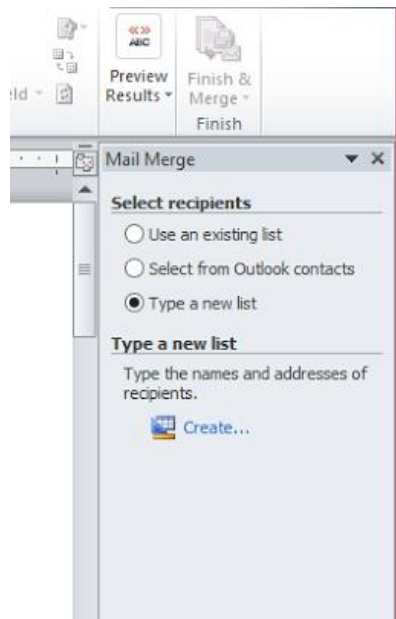 «»
ABC
Preview
Results
Finish &
Merge
Finish
Mail Merge
Select recipients
Use an existing list
Select from Outlook contacts
Type a new list
Type a new list
Type the names and addresses of
recipients.
Create...